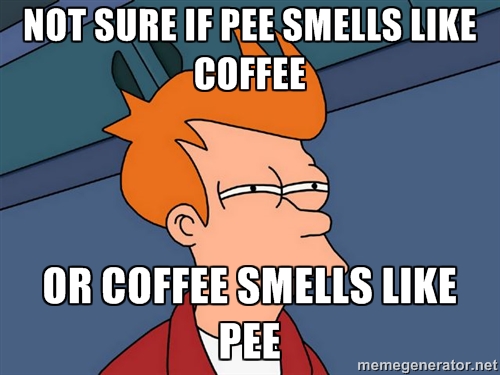 NOT SURE IF PEE SMELLS LIKE
COFFEE
OR COFFEE SMELLS LIKE
PEE
memegenerator.net